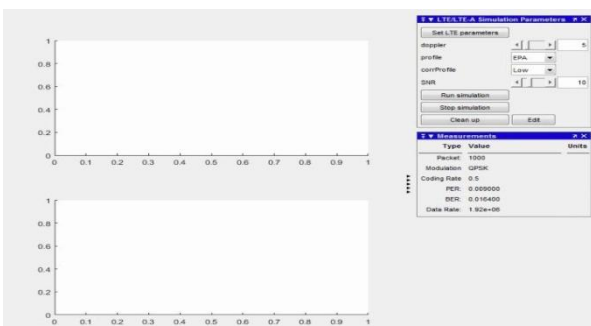 LTE/LTE-A Simulation Parameters
Set LTE parameters
doppler 5
profile EPA
corrProfile Low
SNR 10
Run simulation
Stop simulation
Clean up Edit
Measurements
Type Value Units
Packet: 1000
Modulation QPSK
Coding Rate 0.5
PER: 0.009000
BER: 0.016400
Data Rate: 1.92e+06
1
0.8
0.6
0.4
0.2
0
0 0.1 0.2 0.3 0.4 0.5 0.6 0.7 0.8 0.9 1
1
0.8
0.6
0.4
0.2
0
0 0.1 0.2 0.3 0.4 0.5 0.6 0.7 0.8 0.9 1